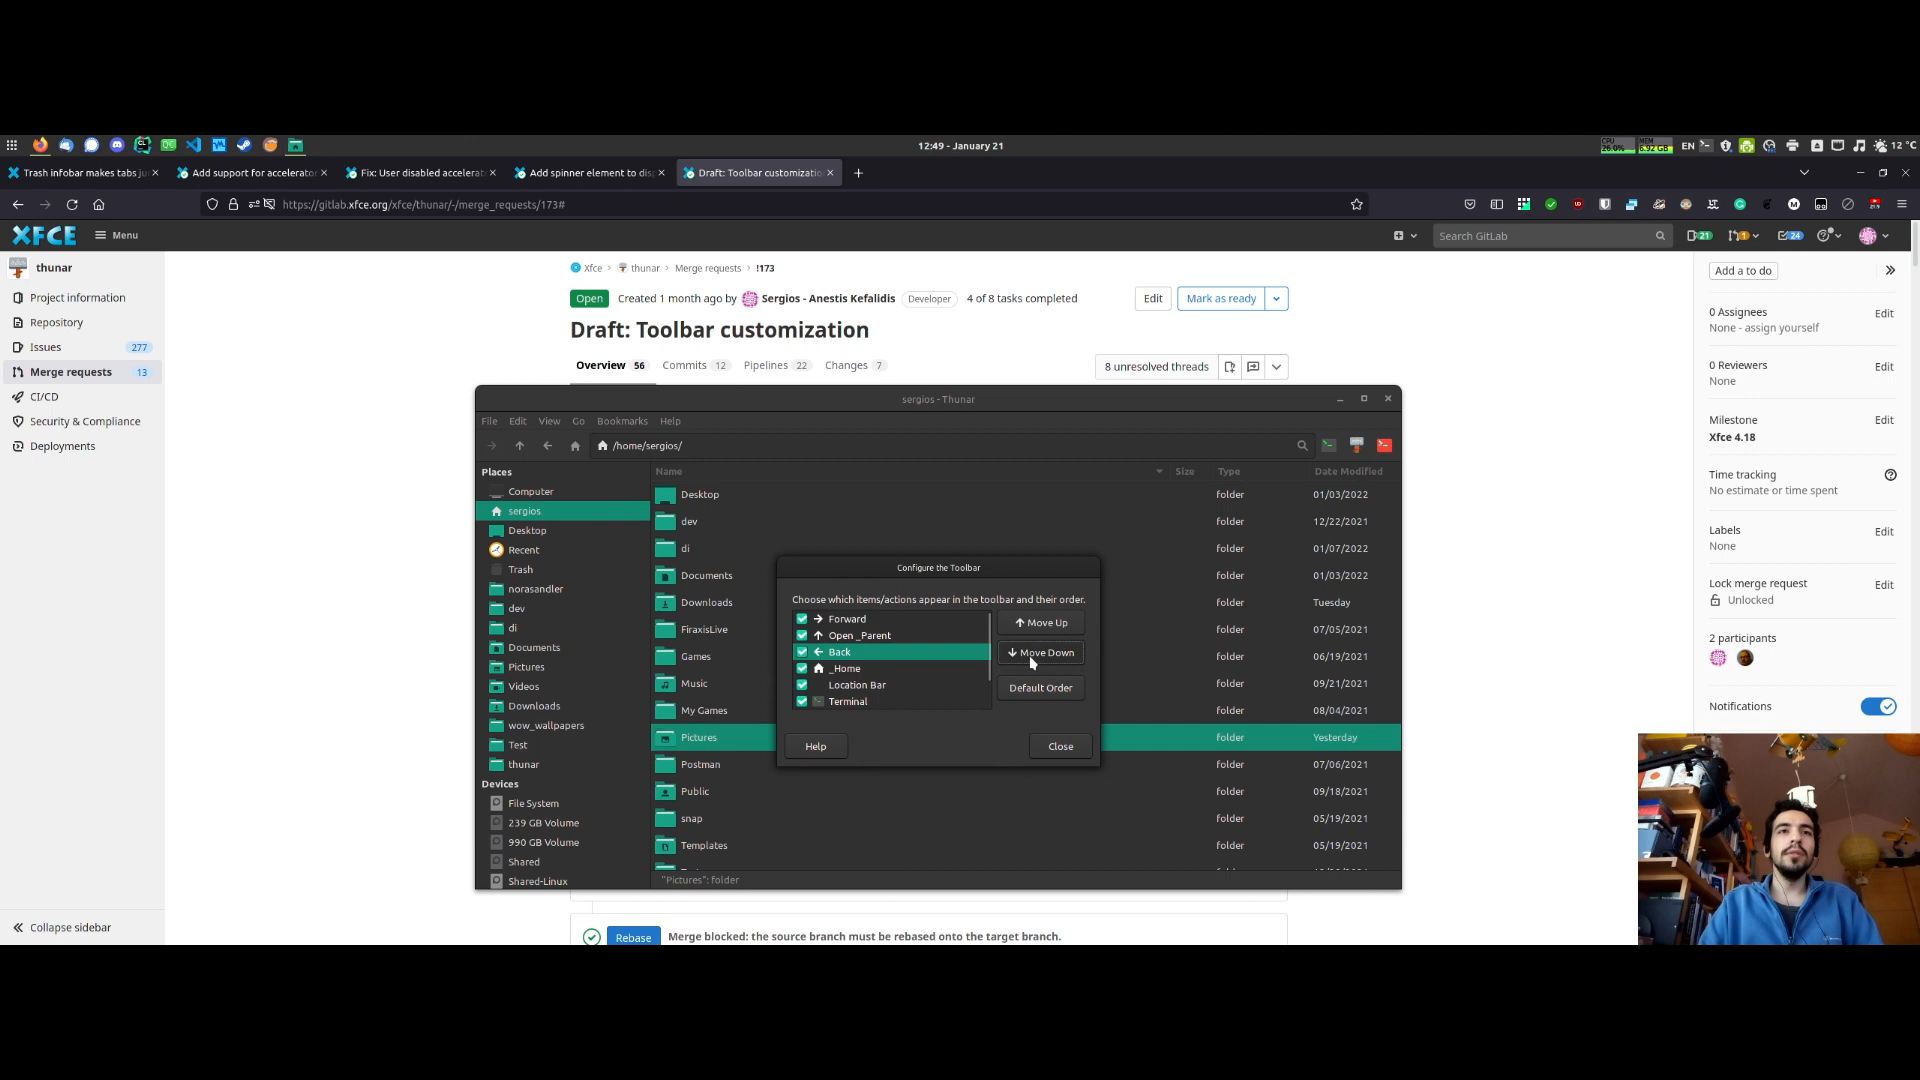 12:49 - January 21
CPU
26.0%
MEM
6.92 GB
EN
12 °C
Trash infobar makes tabs ju
Add support for accelerator
Fix: User disabled accelerat
Add spinner element to dis
Draft: Toolbar customizatio
https://gitlab.xfce.org/xfce/thunar/-/merge_requests/173#
XFCE
Menu
Search GitLab
21
1
24
thunar
Project information
Repository
Issues 277
Merge requests 13
CI/CD
Security & Compliance
Deployments
Collapse sidebar
Xfce › thunar › Merge requests › !173
Open Created 1 month ago by Sergios - Anestis Kefalidis Developer 4 of 8 tasks completed
Edit
Mark as ready
Draft: Toolbar customization
Overview 56 Commits 12 Pipelines 22 Changes 7
8 unresolved threads
sergios - Thunar
File Edit View Go Bookmarks Help
/home/sergios/
Places
Computer
sergios
Desktop
Recent
Trash
norasandler
dev
di
Documents
Pictures
Videos
Downloads
wow_wallpapers
Test
thunar
Devices
File System
239 GB Volume
990 GB Volume
Shared
Shared-Linux
Name Size Type Date Modified
Desktop folder 01/03/2022
dev folder 12/22/2021
di folder 01/07/2022
Documents folder 01/03/2022
Downloads folder Tuesday
FiraxisLive folder 07/05/2021
Games folder 06/19/2021
Music folder 09/21/2021
My Games folder 08/04/2021
Pictures folder Yesterday
Postman folder 07/06/2021
Public folder 09/18/2021
snap folder 05/19/2021
Templates folder 05/19/2021
"Pictures": folder
Configure the Toolbar
Choose which items/actions appear in the toolbar and their order.
Forward
Open _Parent
Back
_Home
Location Bar
Terminal
Move Up
Move Down
Default Order
Help
Close
Rebase Merge blocked: the source branch must be rebased onto the target branch.
Add a to do
0 Assignees Edit
None - assign yourself
0 Reviewers Edit
None
Milestone Edit
Xfce 4.18
Time tracking
No estimate or time spent
Labels Edit
None
Lock merge request Edit
Unlocked
2 participants
Notifications